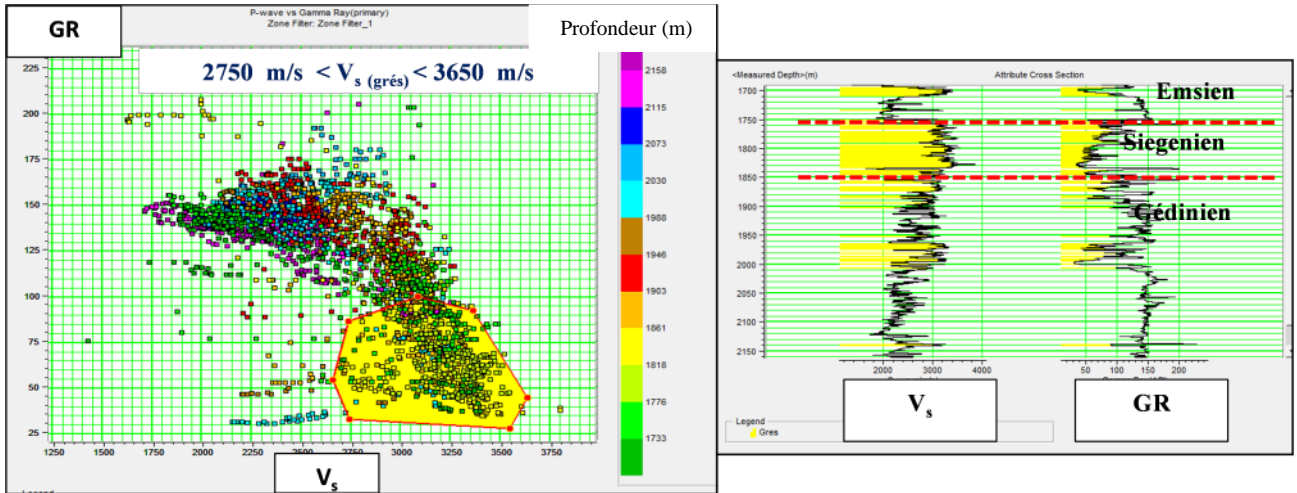 GR
P-wave vs Gamma Ray(primary)
Zone Filter: Zone Filter_1
Profondeur (m)
2750 m/s < Vs (grés) < 3650 m/s
225
200
175
150
125
100
75
50
25
1250
1500
1750
2000
2250
2500
2750
3000
3250
3500
3750
Vs
2158
2115
2073
2030
1988
1946
1903
1861
1818
1776
1733
<Measured Depth>(m)
Attribute Cross Section
1700
1750
1800
1850
1900
1950
2000
2050
2100
2150
Emsien
Siegenien
Gédinien
2000 3000 4000
50 100 150 200
Vs
GR
Legend
Gres